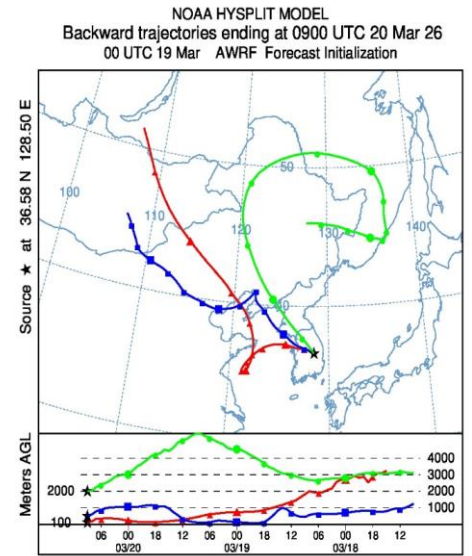 NOAA HYSPLIT MODEL
Backward trajectories ending at 0900 UTC 20 Mar 26
00 UTC 19 Mar AWRF Forecast Initialization
Source ★ at 36.58 N 128.50 E
100
110
120
50
130
140
40
Meters AGL
2000
100
4000
3000
2000
1000
06 00 18 12 06 00 18 12 06 00 18 12
03/20 03/19 03/18